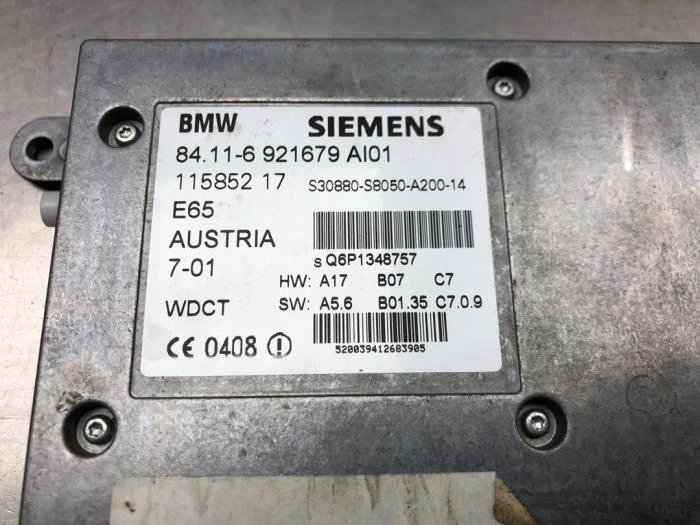 BMW SIEMENS
84.11-6 921679 AI01
115852 17 S30880-S8050-A200-14
E65
AUSTRIA
7-01 S Q6P1348757
HW: A17 B07 C7
WDCT SW: A5.6 B01.35 C7.0.9
CE 0408
520039412683905